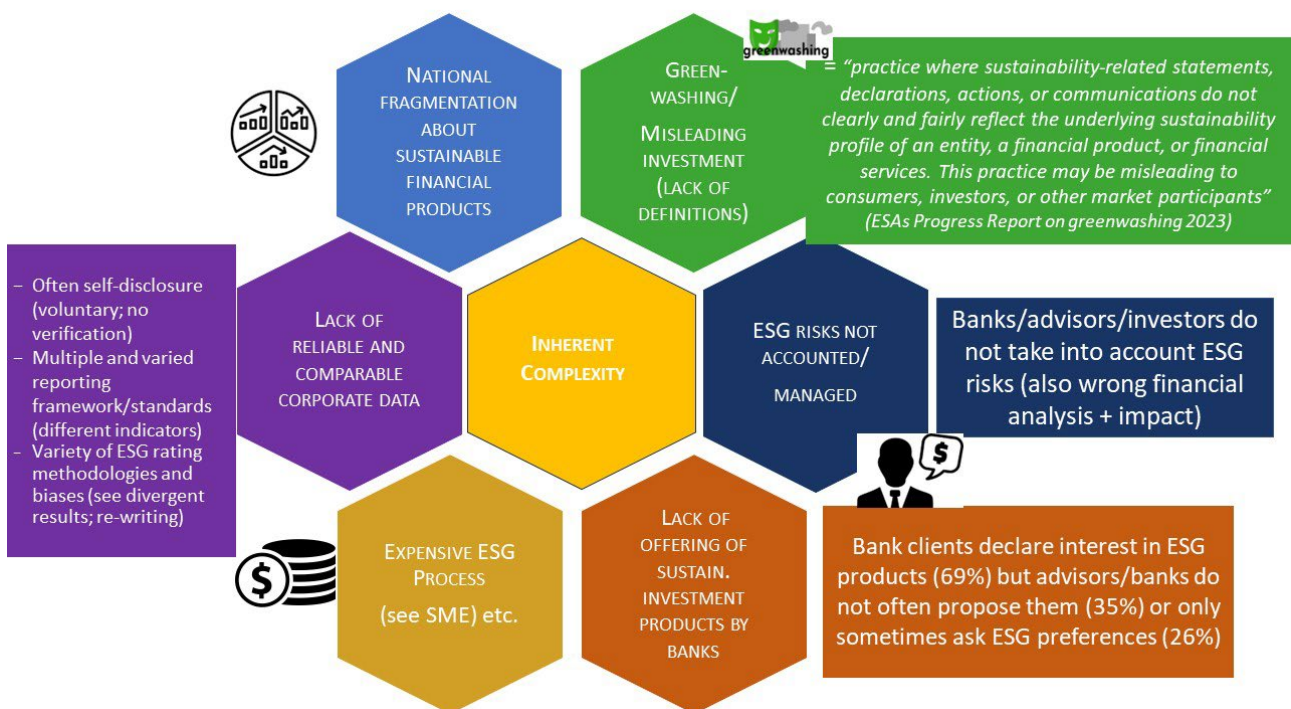 NATIONAL
FRAGMENTATION
ABOUT
SUSTAINABLE
FINANCIAL
PRODUCTS
greenwashing
GREEN-
WASHING/
MISLEADING
INVESTMENT
(LACK OF
DEFINITIONS)
= “practice where sustainability-related statements,
declarations, actions, or communications do not
clearly and fairly reflect the underlying sustainability
profile of an entity, a financial product, or financial
services. This practice may be misleading to
consumers, investors, or other market participants”
(ESAs Progress Report on greenwashing 2023)
– Often self-disclosure
(voluntary; no
verification)
– Multiple and varied
reporting
framework/standards
(different indicators)
– Variety of ESG rating
methodologies and
biases (see divergent
results; re-writing)
LACK OF
RELIABLE AND
COMPARABLE
CORPORATE DATA
INHERENT
COMPLEXITY
ESG RISKS NOT
ACCOUNTED/
MANAGED
Banks/advisors/investors do
not take into account ESG
risks (also wrong financial
analysis + impact)
$
EXPENSIVE ESG
PROCESS
(see SME) etc.
LACK OF
OFFERING OF
SUSTAIN.
INVESTMENT
PRODUCTS BY
BANKS
$
Bank clients declare interest in ESG
products (69%) but advisors/banks do
not often propose them (35%) or only
sometimes ask ESG preferences (26%)